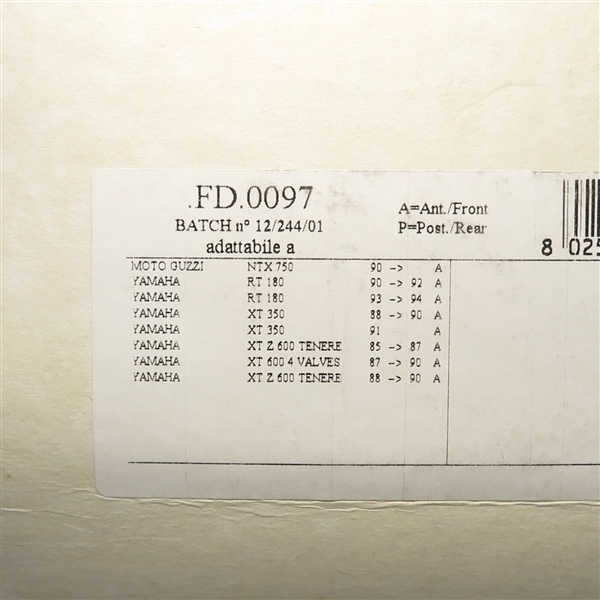 .FD.0097
BATCH n° 12/244/01
adattabile a
A=Ant./Front
P=Post./Rear
8 025
MOTO GUZZI NTX 750 90 -> A
YAMAHA RT 180 90 -> 92 A
YAMAHA RT 180 93 -> 94 A
YAMAHA XT 350 88 -> 90 A
YAMAHA XT 350 91 A
YAMAHA XT Z 600 TENERE 85 -> 87 A
YAMAHA XT 600 4 VALVES 87 -> 90 A
YAMAHA XT Z 600 TENERE 88 -> 90 A